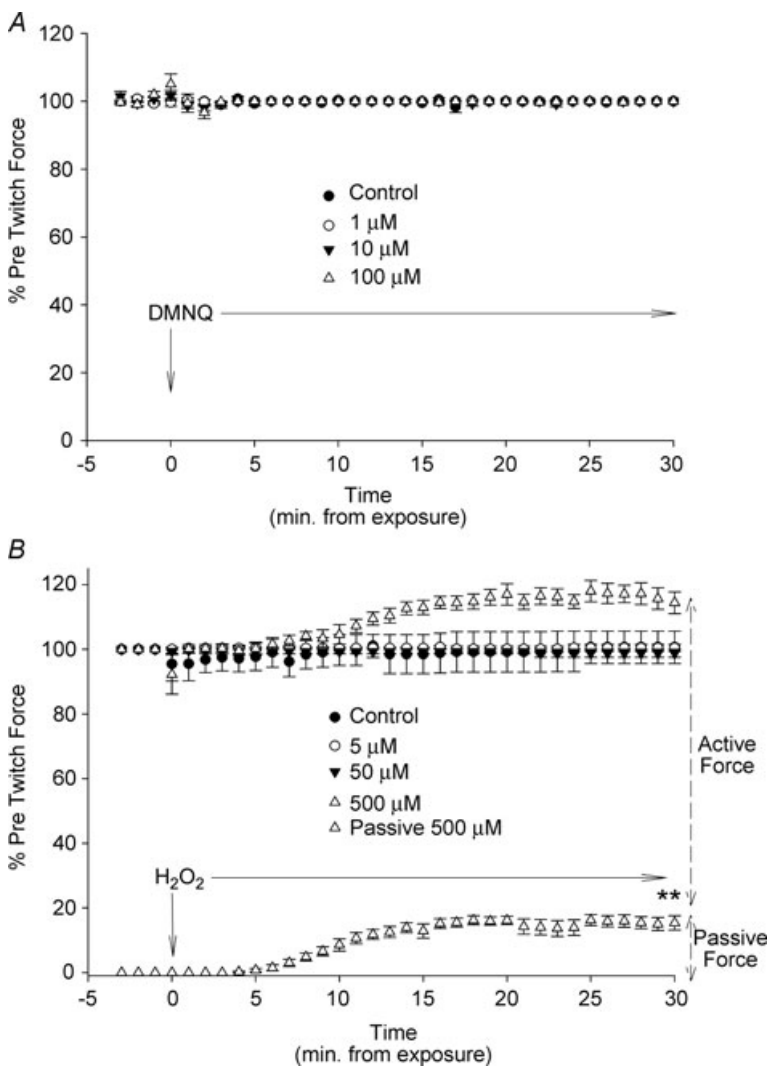 A
120
100
80
60
40
20
0
% Pre Twitch Force
Control
1 μM
10 μM
100 μM
DMNQ
-5 0 5 10 15 20 25 30
Time
(min. from exposure)
B
120
100
80
60
40
20
0
% Pre Twitch Force
Control
5 μM
50 μM
500 μM
Passive 500 μM
H₂O₂
Active
Force
**
Passive
Force
-5 0 5 10 15 20 25 30
Time
(min. from exposure)